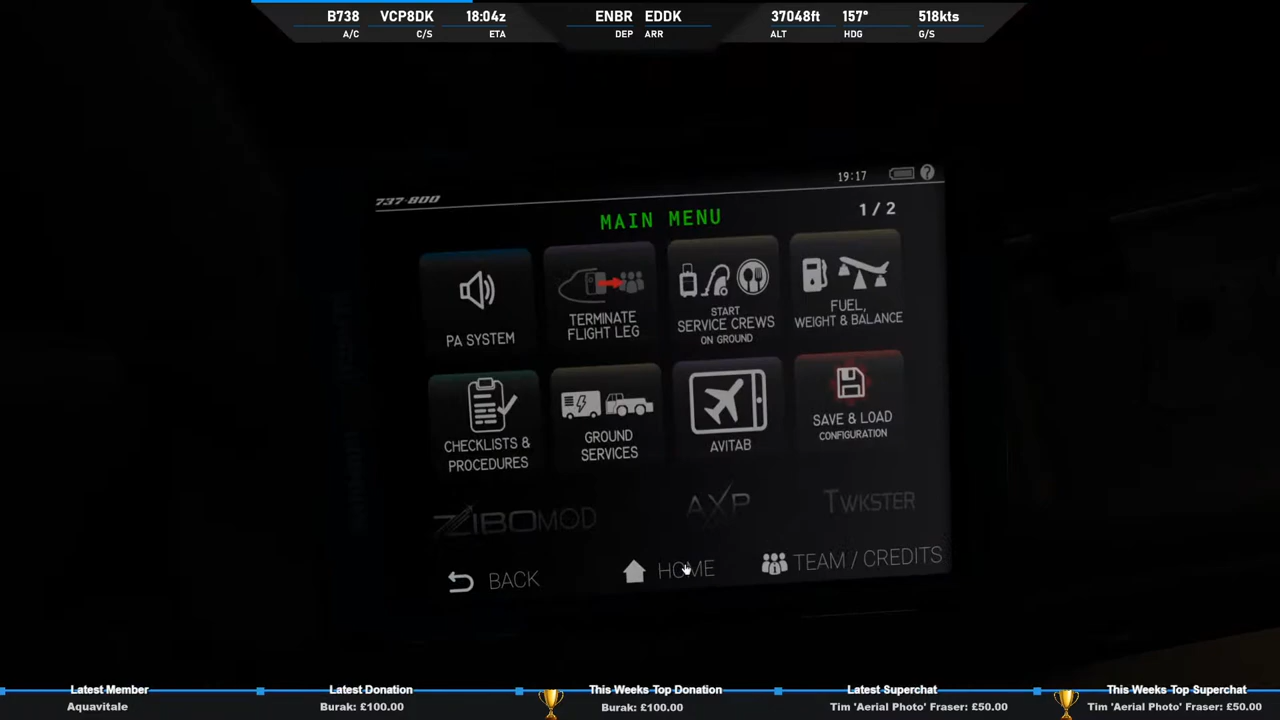 B738 VCP8DK 18:04z ENBR EDDK 37048ft 157° 518kts
A/C C/S ETA DEP ARR ALT HDG G/S
737-800 19:17
MAIN MENU 1 / 2
PA SYSTEM
TERMINATE
FLIGHT LEG
START
SERVICE CREWS
ON GROUND
FUEL,
WEIGHT & BALANCE
CHECKLISTS &
PROCEDURES
GROUND
SERVICES
AVITAB
SAVE & LOAD
CONFIGURATION
ZIBOMOD AXP TWKSTER
BACK HOME TEAM / CREDITS
Latest Member Latest Donation This Weeks Top Donation Latest Superchat This Weeks Top Superchat
Aquavitale Burak: £100.00 Burak: £100.00 Tim 'Aerial Photo' Fraser: £50.00 Tim 'Aerial Photo' Fraser: £50.00